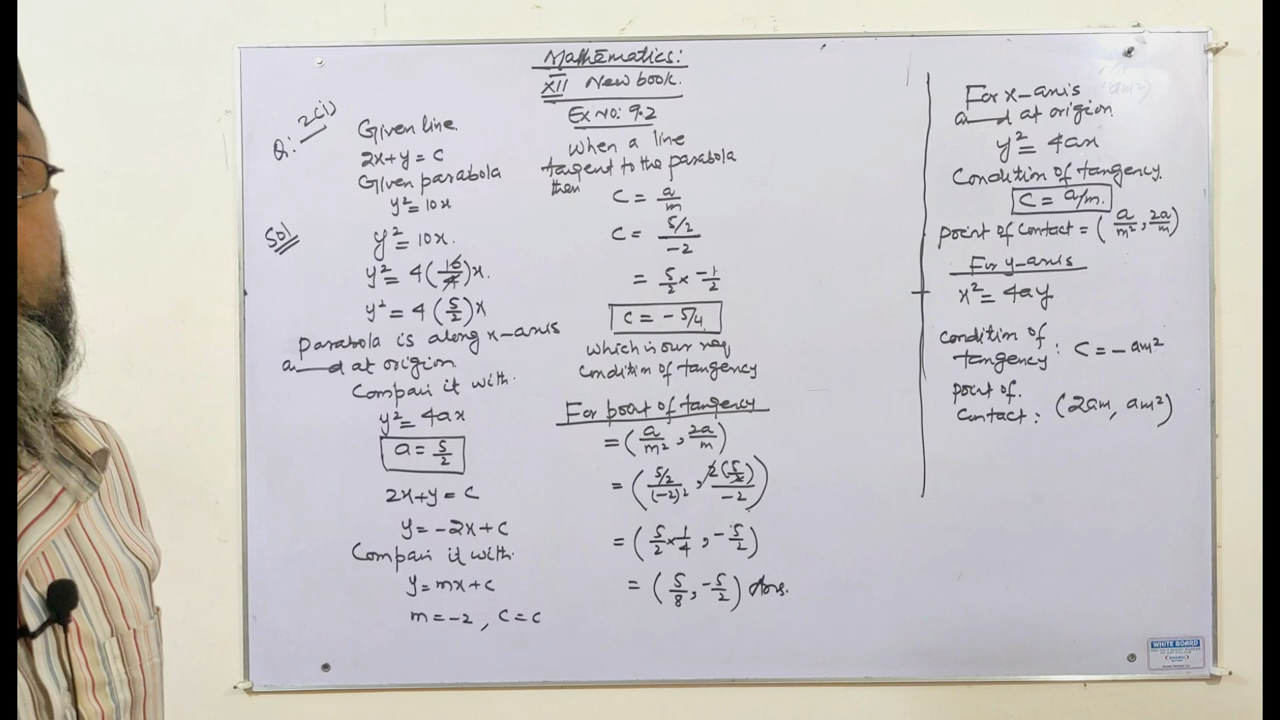 Mathematics:
XII New book.
Ex No: 9.2
Q: 2(i)
Given line
2x+y = c
Given parabola
y² = 10x
Sol
y² = 10x.
y² = 4(10/4)x.
y² = 4(5/2)x
Parabola is along x-axis
a——d at origion
Compair it with.
y² = 4ax
a = 5/2
2x+y = c
y = -2x+c
Compair it with.
y = mx+c
m = -2, c = c
When a line
tangent to the parabola
then
c = a/m
c = 5/2/-2
= 5/2 x -1/2
c = -5/4
which is our req
condition of tangency
For point of tangency
= (a/m², 2a/m)
= (5/2/(-2)², 2(5/2)/-2)
= (5/2 x 1/4, -5/2)
= (5/8, -5/2) Ans.
For x-axis
a——d at origion
y² = 4ax
Condition of tangency.
c = a/m.
point of contact = (a/m², 2a/m)
For y-axis
x² = 4ay
condition of
tangency: c = -am²
point of.
contact: (2am, am²)
WHITE BOARD